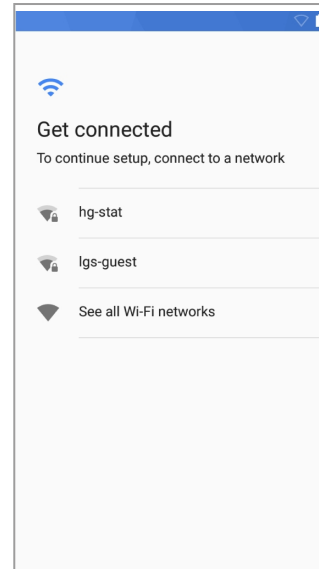 Get connected
To continue setup, connect to a network
hg-stat
lgs-guest
See all Wi-Fi networks